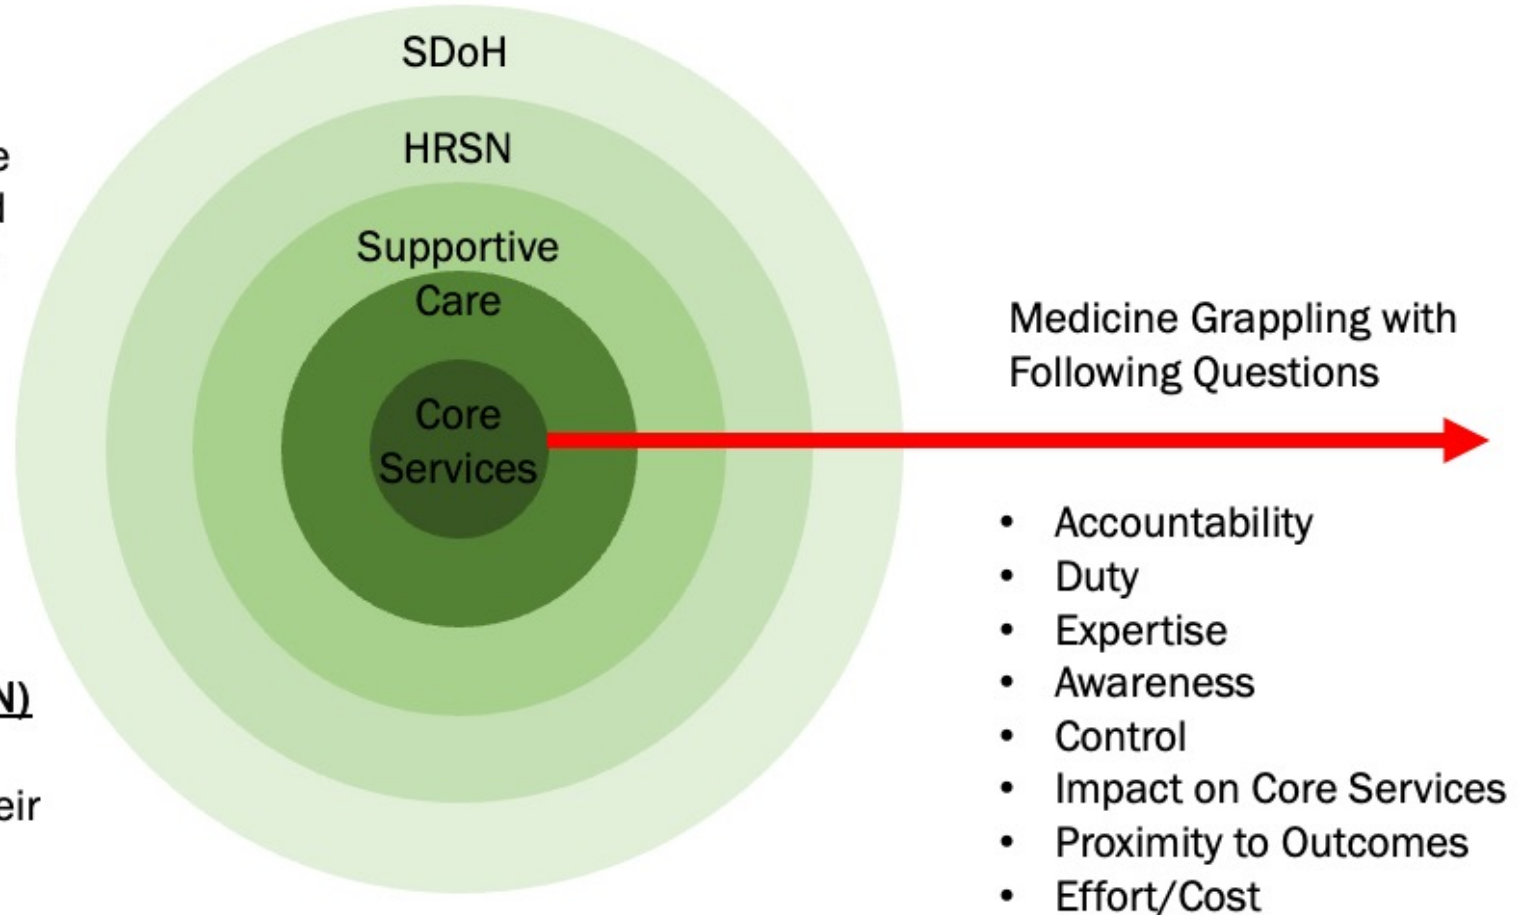 SDoH
HRSN
Supportive
Care
Core
Services
e
d
N)
eir
Medicine Grappling with
Following Questions
• Accountability
• Duty
• Expertise
• Awareness
• Control
• Impact on Core Services
• Proximity to Outcomes
• Effort/Cost